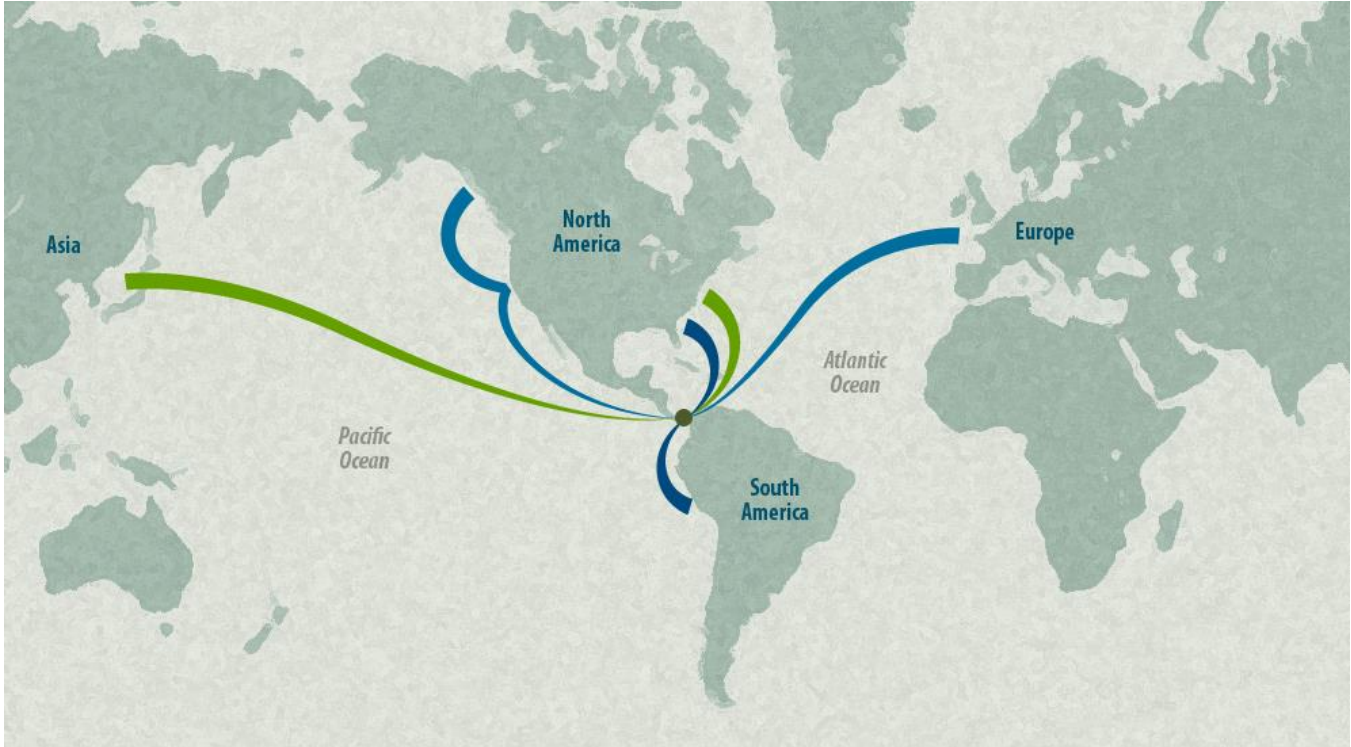 Asia
North
America
Europe
Atlantic
Ocean
Pacific
Ocean
South
America